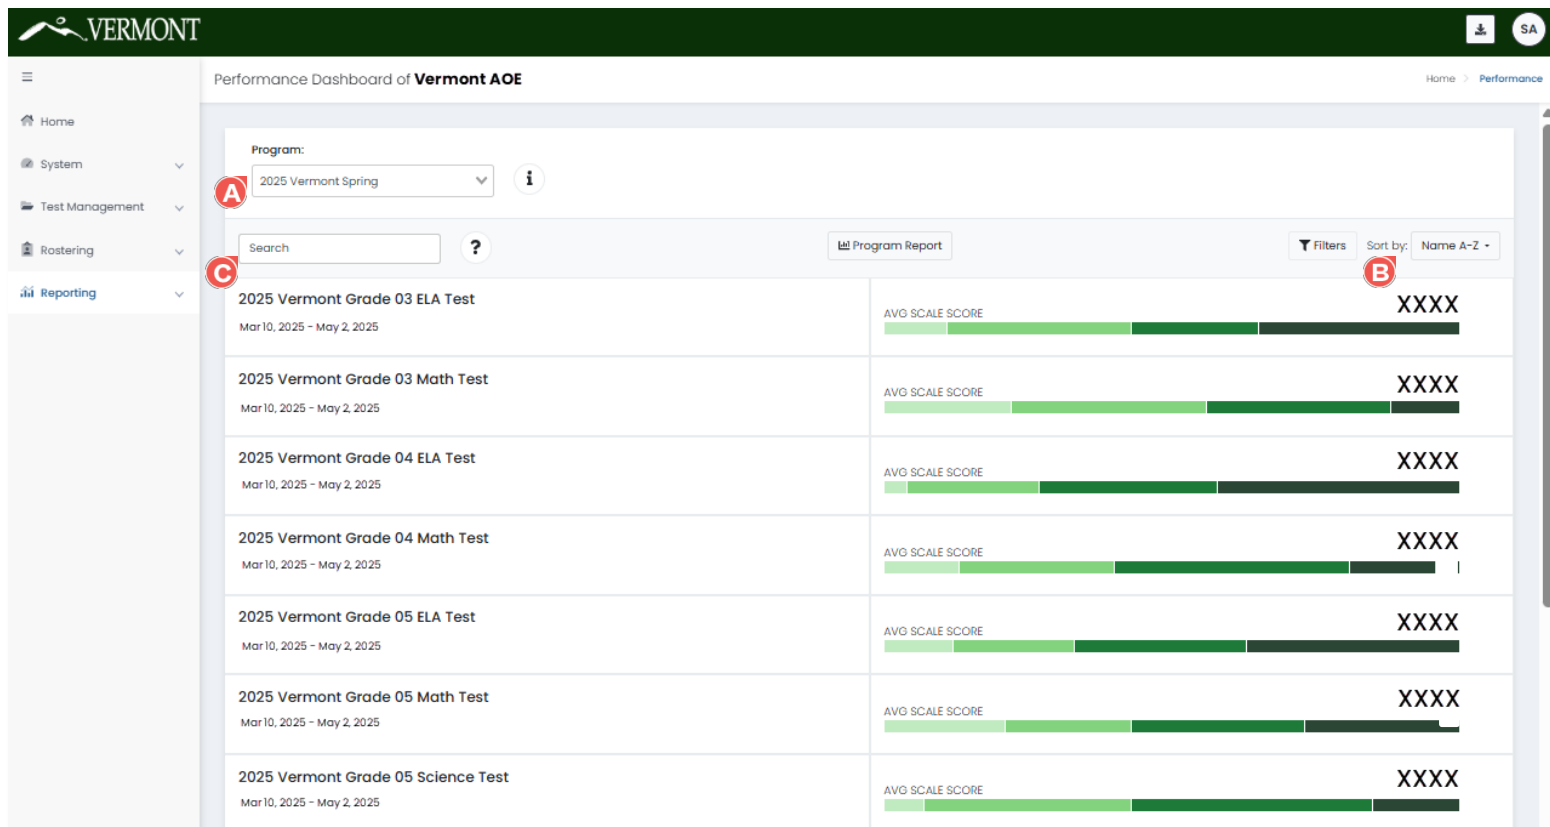 VERMONT
SA
Performance Dashboard of Vermont AOE
Home > Performance
Home
System
Test Management
Rostering
Reporting
Program:
A
2025 Vermont Spring
i
Search
?
Program Report
Filters
Sort by:
Name A-Z
C
B
2025 Vermont Grade 03 ELA Test
Mar 10, 2025 - May 2, 2025
AVG SCALE SCORE
XXXX
2025 Vermont Grade 03 Math Test
Mar 10, 2025 - May 2, 2025
AVG SCALE SCORE
XXXX
2025 Vermont Grade 04 ELA Test
Mar 10, 2025 - May 2, 2025
AVG SCALE SCORE
XXXX
2025 Vermont Grade 04 Math Test
Mar 10, 2025 - May 2, 2025
AVG SCALE SCORE
XXXX
2025 Vermont Grade 05 ELA Test
Mar 10, 2025 - May 2, 2025
AVG SCALE SCORE
XXXX
2025 Vermont Grade 05 Math Test
Mar 10, 2025 - May 2, 2025
AVG SCALE SCORE
XXXX
2025 Vermont Grade 05 Science Test
Mar 10, 2025 - May 2, 2025
AVG SCALE SCORE
XXXX